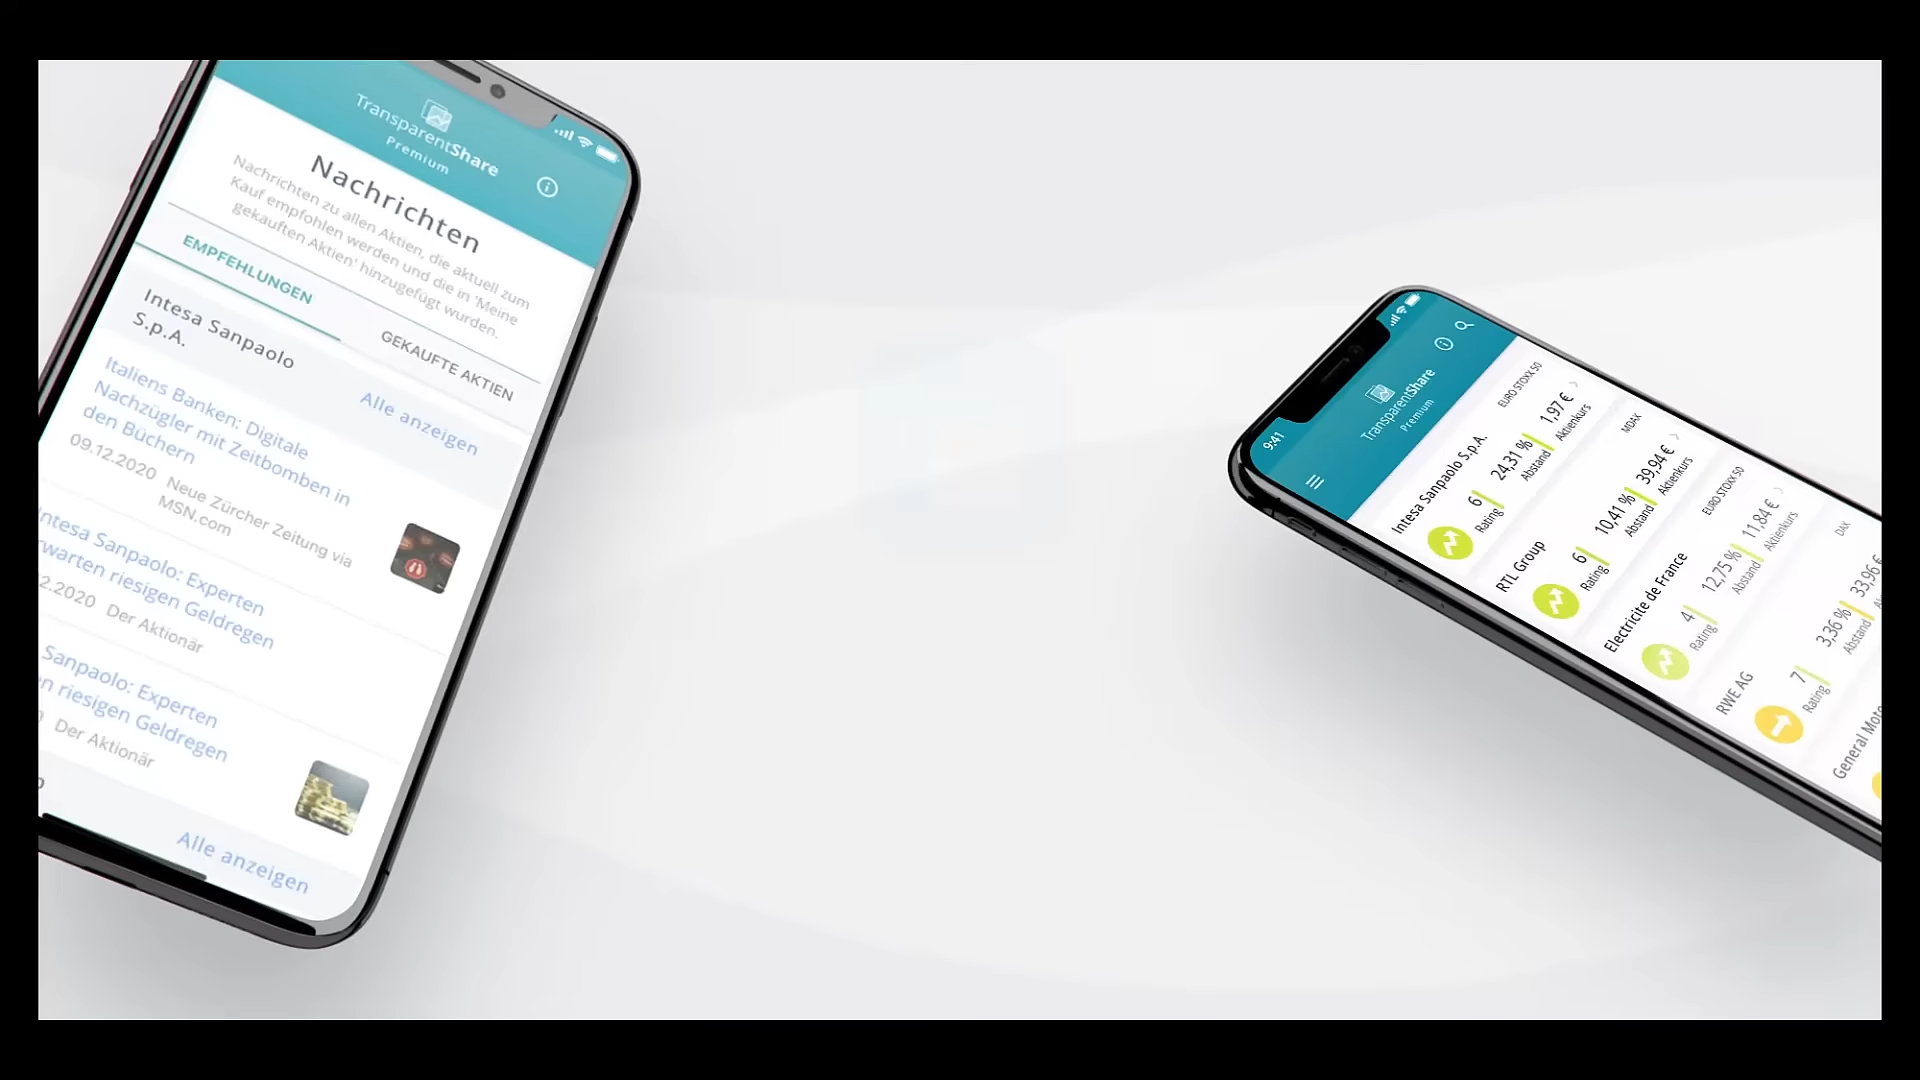 TransparentShare
Premium
Nachrichten
Nachrichten zu allen Aktien, die aktuell zum
Kauf empfohlen werden und die in 'Meine
gekauften Aktien' hinzugefügt wurden.
EMPFEHLUNGEN
GEKAUFTE AKTIEN
Intesa Sanpaolo
S.p.A.
Alle anzeigen
Italiens Banken: Digitale
Nachzügler mit Zeitbomben in
den Büchern
09.12.2020 Neue Zürcher Zeitung via
MSN.com
ntesa Sanpaolo: Experten
rwarten riesigen Geldregen
2.2020 Der Aktionär
Sanpaolo: Experten
n riesigen Geldregen
Der Aktionär
Alle anzeigen
9:41
TransparentShare
Premium
Intesa Sanpaolo S.p.A.
EURO STOXX 50
6
24,31 %
1,97 €
Rating
Abstand
Aktienkurs
RTL Group
MDAX
6
10,41 %
39,94 €
Rating
Abstand
Aktienkurs
Electricite de France
EURO STOXX 50
4
12,75 %
11,84 €
Rating
Abstand
Aktienkurs
RWE AG
DAX
7
3,36 %
33,96 €
Rating
Abstand
General Moto